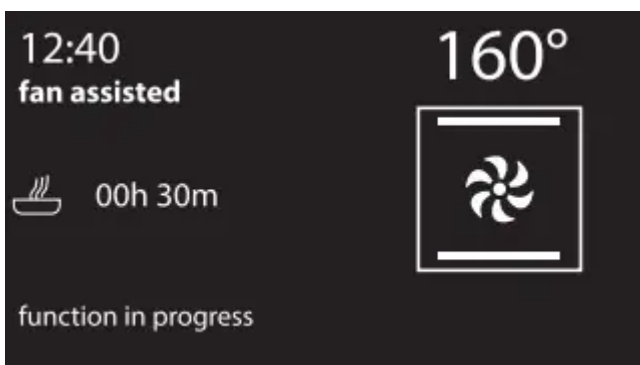 12:40
160°
fan assisted
00h 30m
function in progress